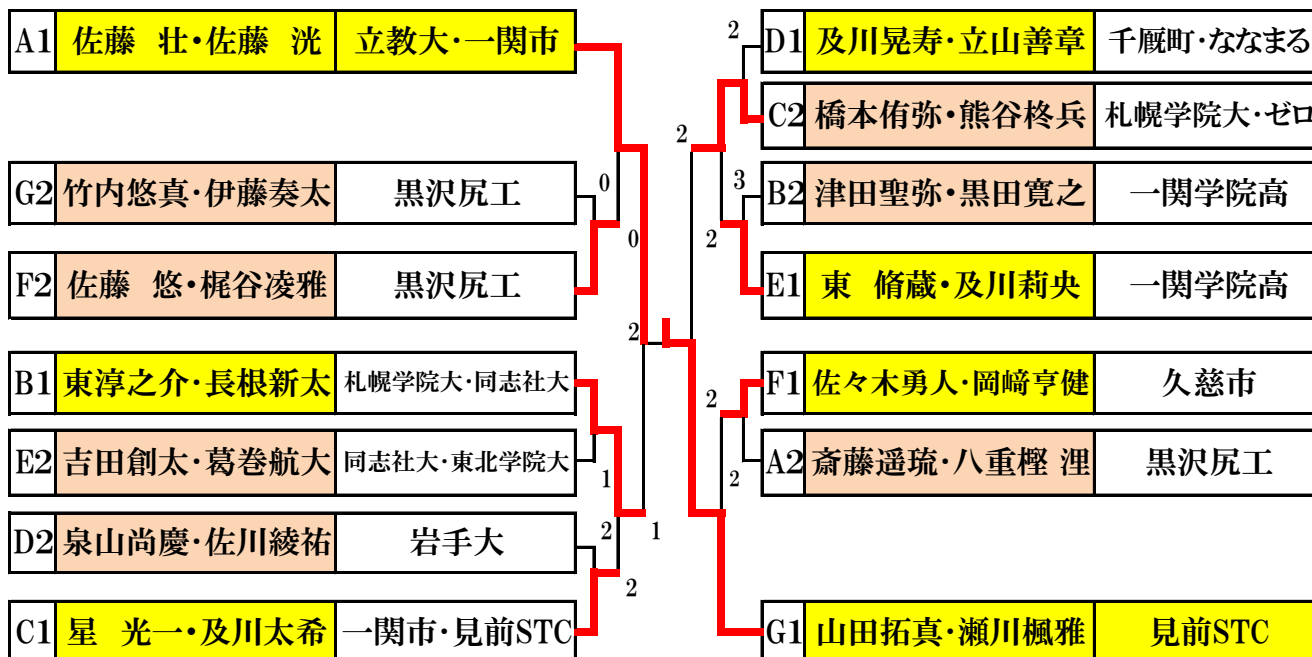 A1 佐藤 壮・佐藤 洸 立教大・一関市
G2 竹内悠真・伊藤奏太 黒沢尻工
F2 佐藤 悠・梶谷凌雅 黒沢尻工
B1 東淳之介・長根新太 札幌学院大・同志社大
E2 吉田創太・葛巻航大 同志社大・東北学院大
D2 泉山尚慶・佐川綾祐 岩手大
C1 星 光一・及川太希 一関市・見前STC
0
0
2
1
2
1
2
2
2
3
2
2
2
D1 及川晃寿・立山善章 千厩町・ななまる
C2 橋本侑弥・熊谷柊兵 札幌学院大・ゼロ
B2 津田聖弥・黒田寛之 一関学院高
E1 東 脩蔵・及川莉央 一関学院高
F1 佐々木勇人・岡﨑亨健 久慈市
A2 斎藤遥琉・八重樫 浬 黒沢尻工
G1 山田拓真・瀬川楓雅 見前STC